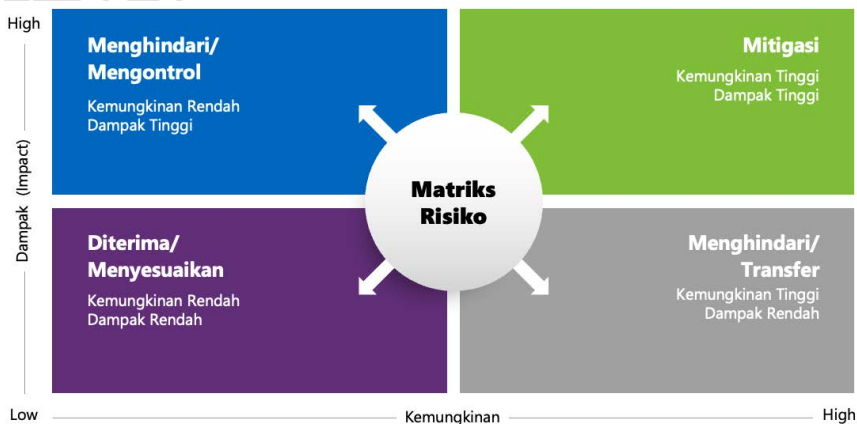 High
Menghindari/
Mengontrol
Kemungkinan Rendah
Dampak Tinggi
Mitigasi
Kemungkinan Tinggi
Dampak Tinggi
Dampak (Impact)
Matriks
Risiko
Diterima/
Menyesuaikan
Kemungkinan Rendah
Dampak Rendah
Menghindari/
Transfer
Kemungkinan Tinggi
Dampak Rendah
Low
Kemungkinan
High